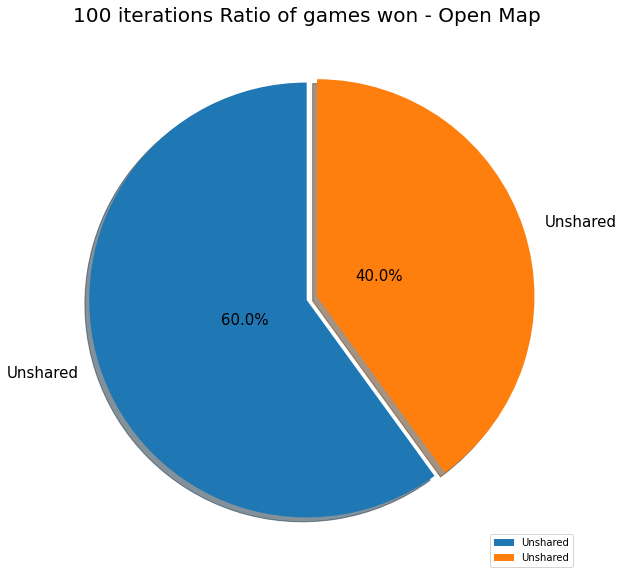 100 iterations Ratio of games won - Open Map
Unshared
40.0%
60.0%
Unshared
Unshared
Unshared